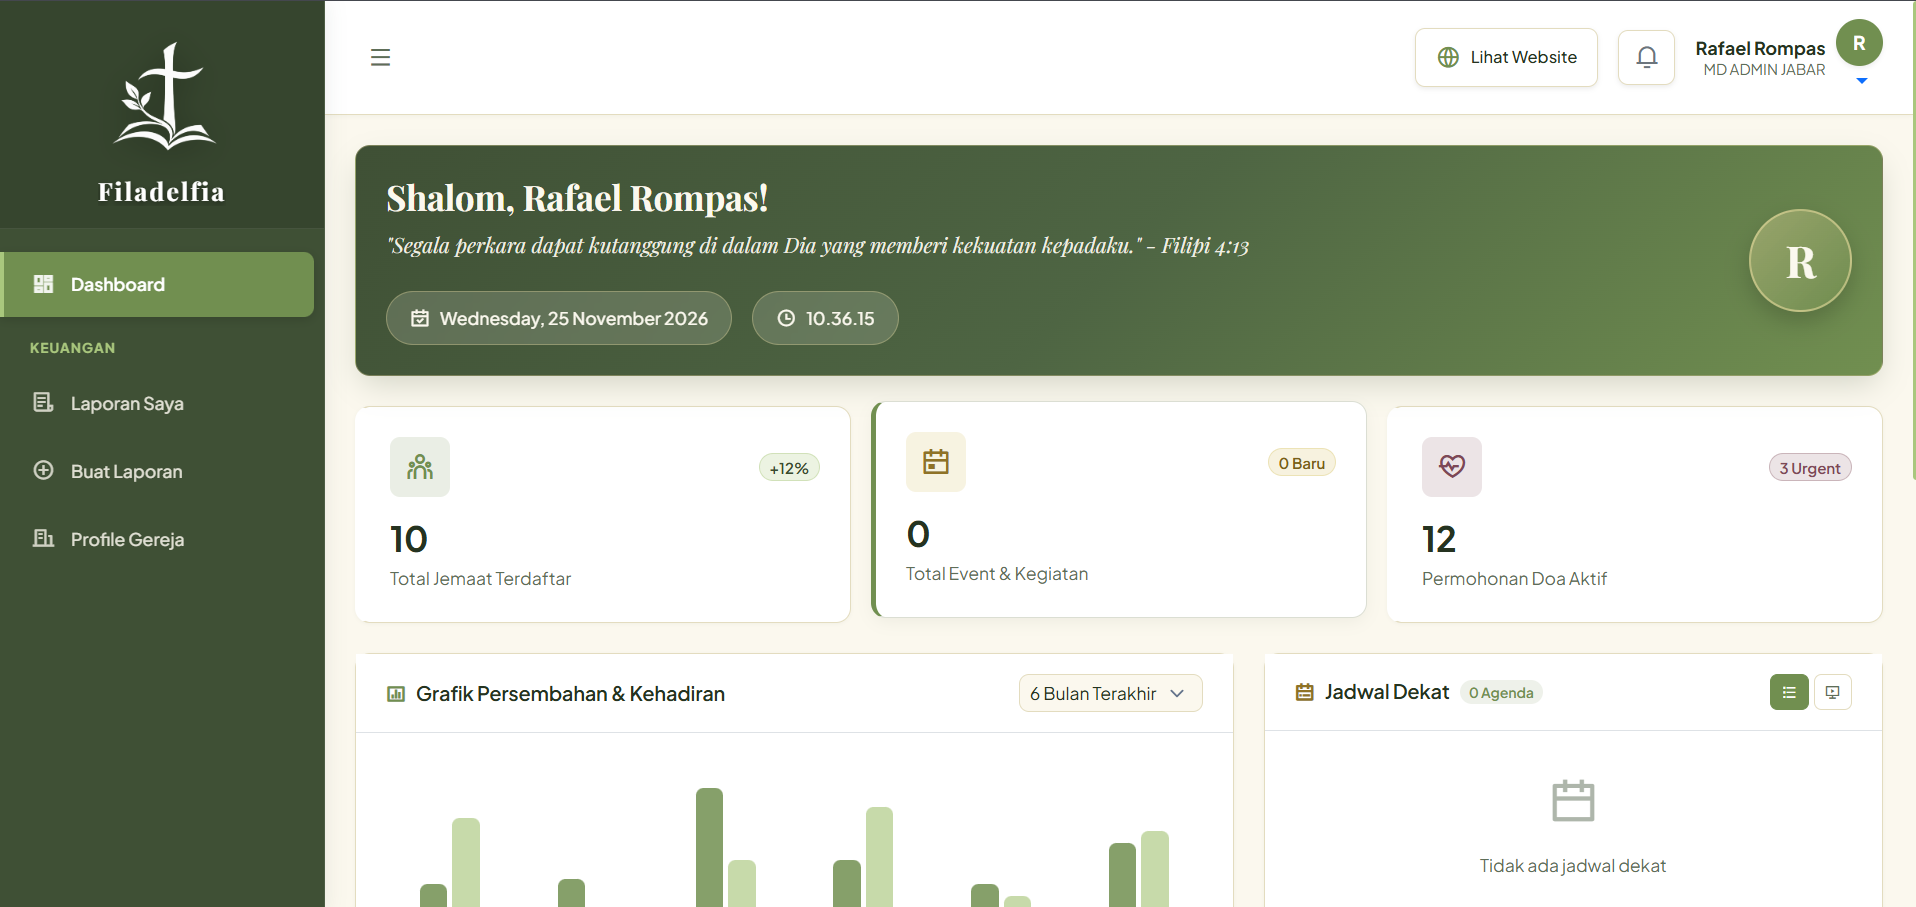 Filadelfia
Dashboard
KEUANGAN
Laporan Saya
Buat Laporan
Profile Gereja
Lihat Website
Rafael Rompas
MD ADMIN JABAR
R
Shalom, Rafael Rompas!
"Segala perkara dapat kutanggung di dalam Dia yang memberi kekuatan kepadaku." - Filipi 4:13
Wednesday, 25 November 2026
10.36.15
R
+12%
10
Total Jemaat Terdaftar
0 Baru
0
Total Event & Kegiatan
3 Urgent
12
Permohonan Doa Aktif
Grafik Persembahan & Kehadiran
6 Bulan Terakhir
Jadwal Dekat
0 Agenda
Tidak ada jadwal dekat